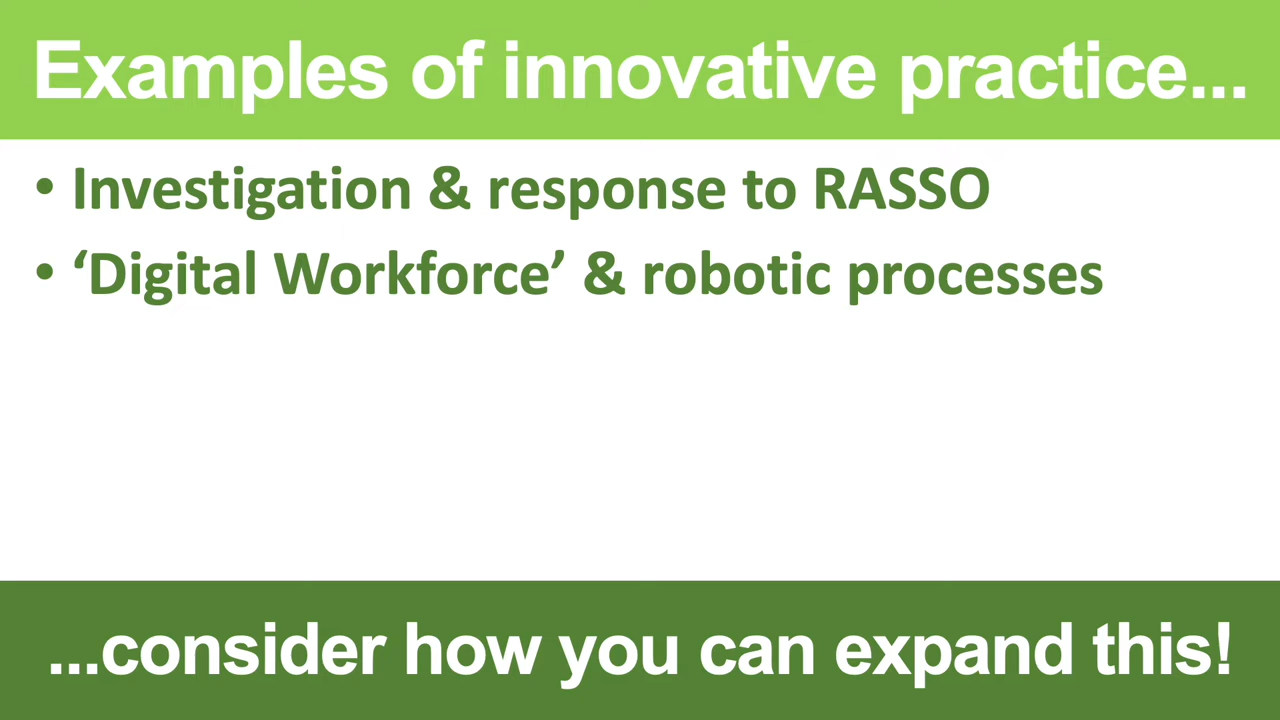 Examples of innovative practice...
• Investigation & response to RASSO
• ‘Digital Workforce’ & robotic processes
...consider how you can expand this!